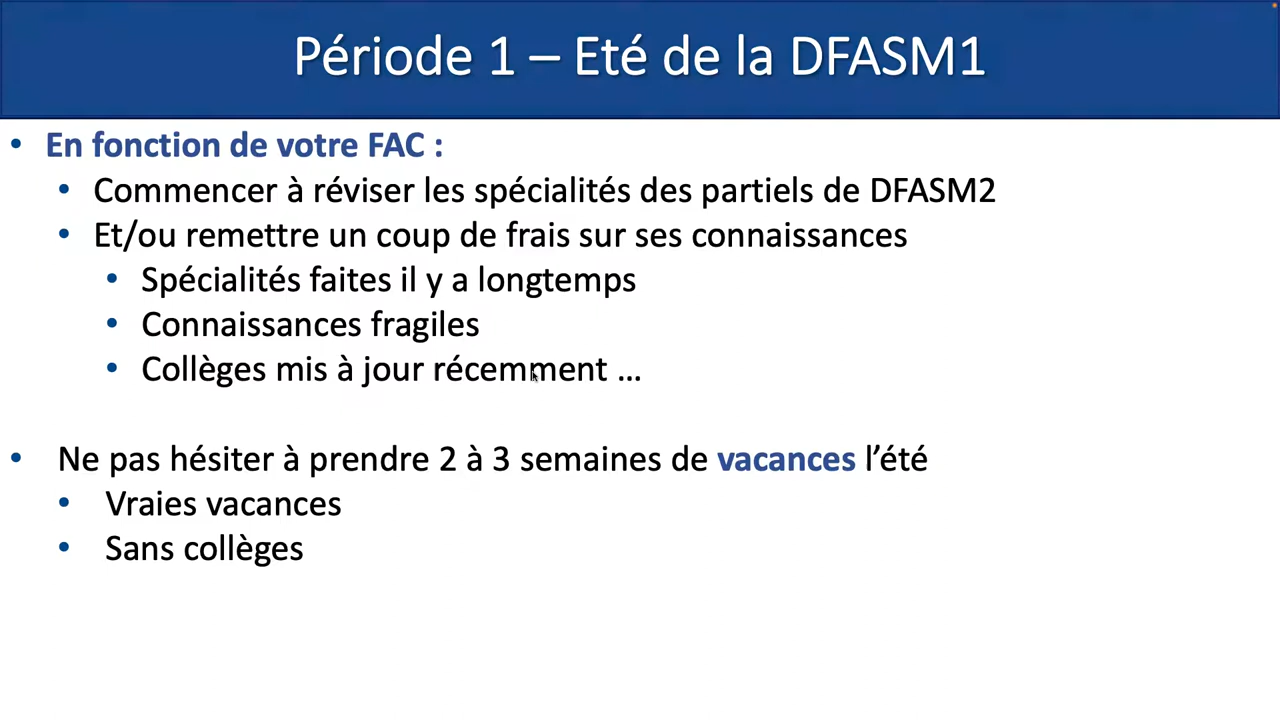 Période 1 – Eté de la DFASM1
• En fonction de votre FAC :
• Commencer à réviser les spécialités des partiels de DFASM2
• Et/ou remettre un coup de frais sur ses connaissances
• Spécialités faites il y a longtemps
• Connaissances fragiles
• Collèges mis à jour récemment ...
• Ne pas hésiter à prendre 2 à 3 semaines de vacances l’été
• Vraies vacances
• Sans collèges